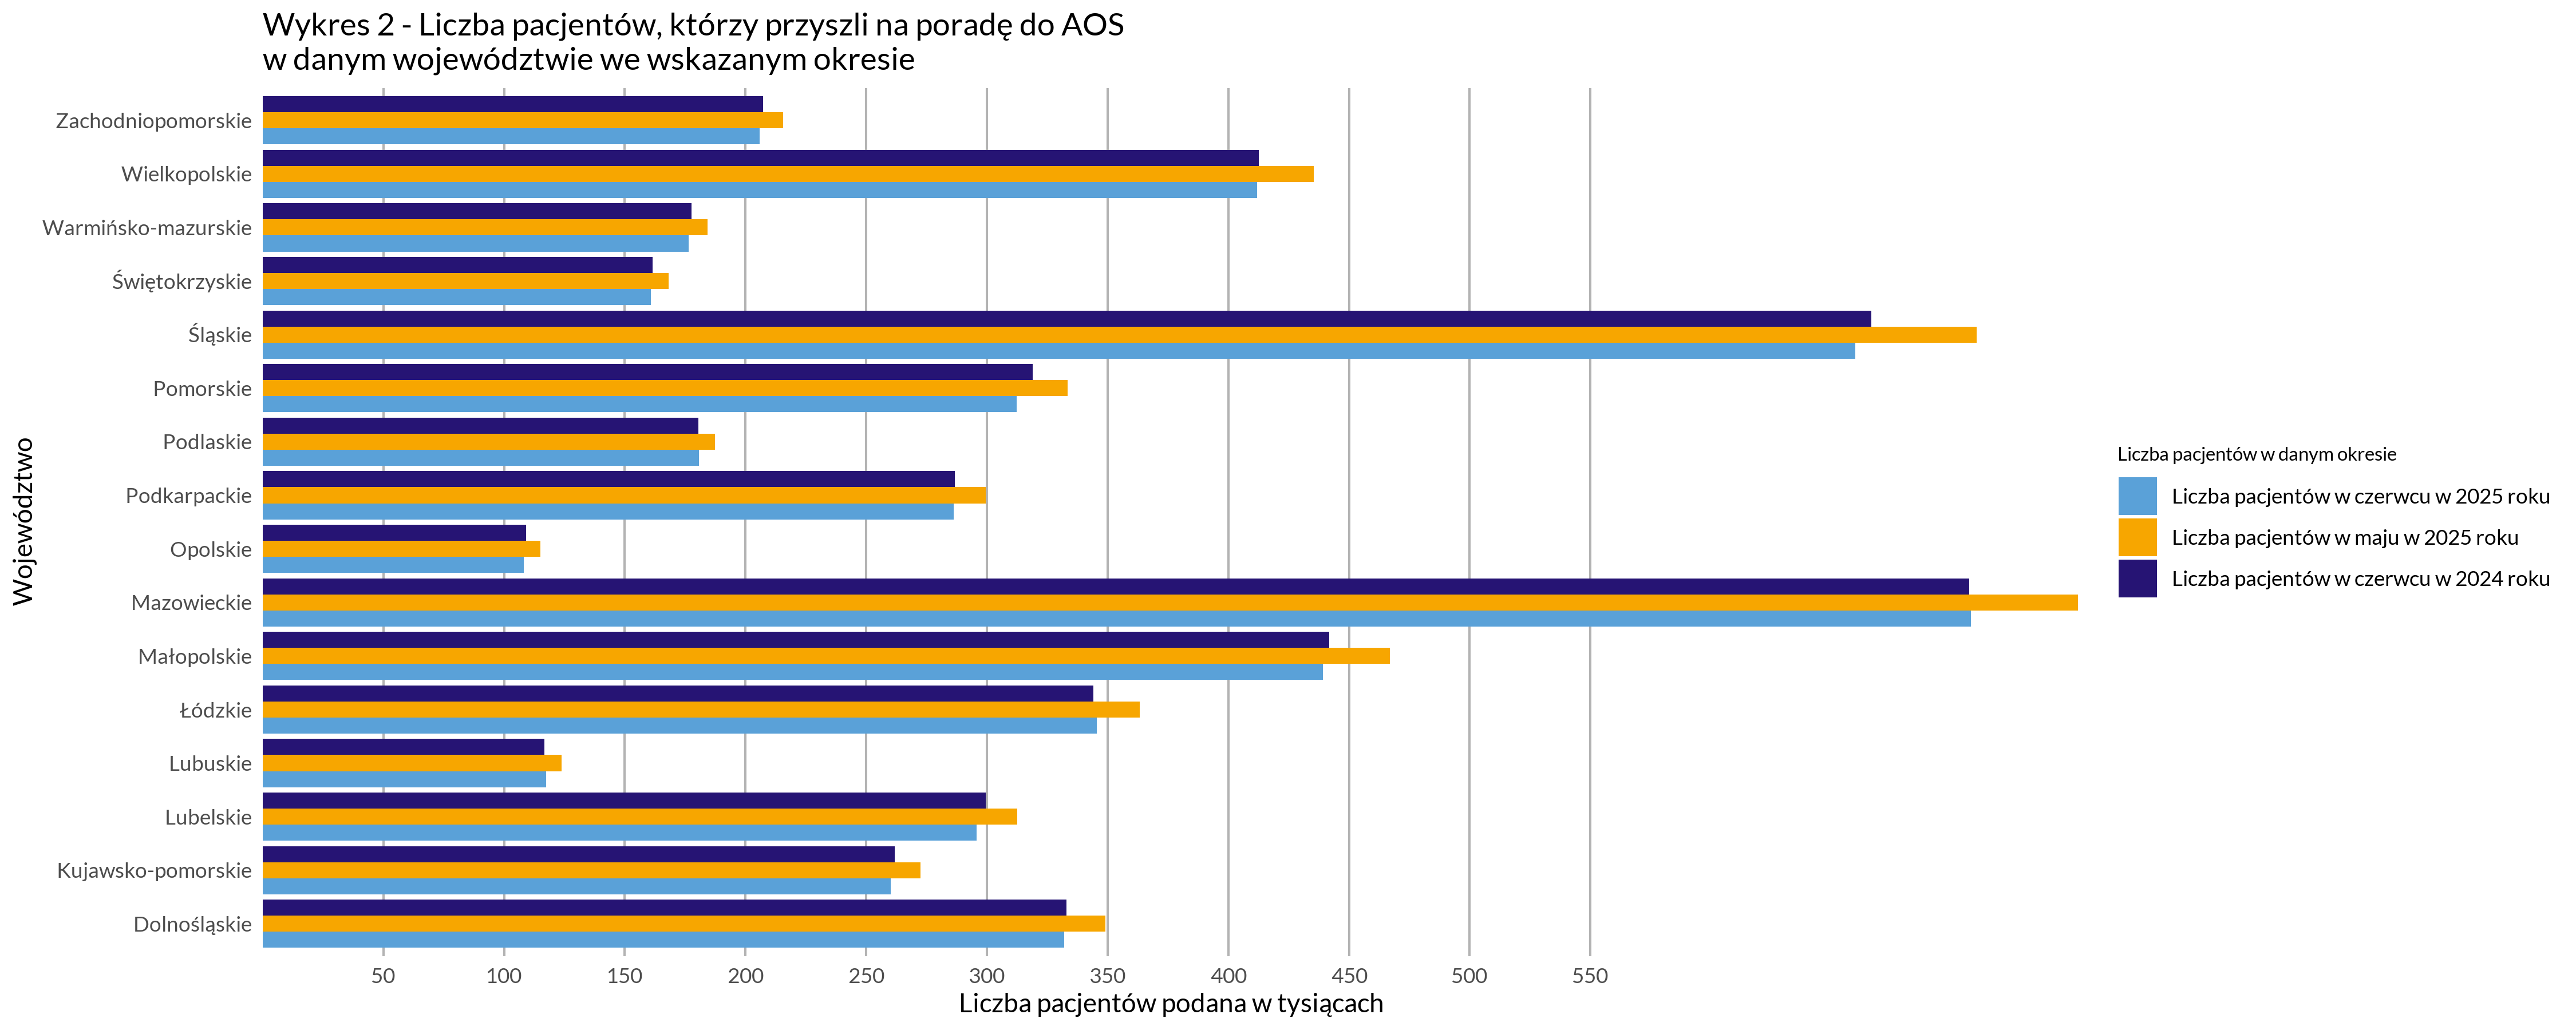 Wykres 2 - Liczba pacjentów, którzy przyszli na poradę do AOS
w danym województwie we wskazanym okresie
Województwo
Zachodniopomorskie
Wielkopolskie
Warmińsko-mazurskie
Świętokrzyskie
Śląskie
Pomorskie
Podlaskie
Podkarpackie
Opolskie
Mazowieckie
Małopolskie
Łódzkie
Lubuskie
Lubelskie
Kujawsko-pomorskie
Dolnośląskie
50 100 150 200 250 300 350 400 450 500 550
Liczba pacjentów podana w tysiącach
Liczba pacjentów w danym okresie
Liczba pacjentów w czerwcu w 2025 roku
Liczba pacjentów w maju w 2025 roku
Liczba pacjentów w czerwcu w 2024 roku